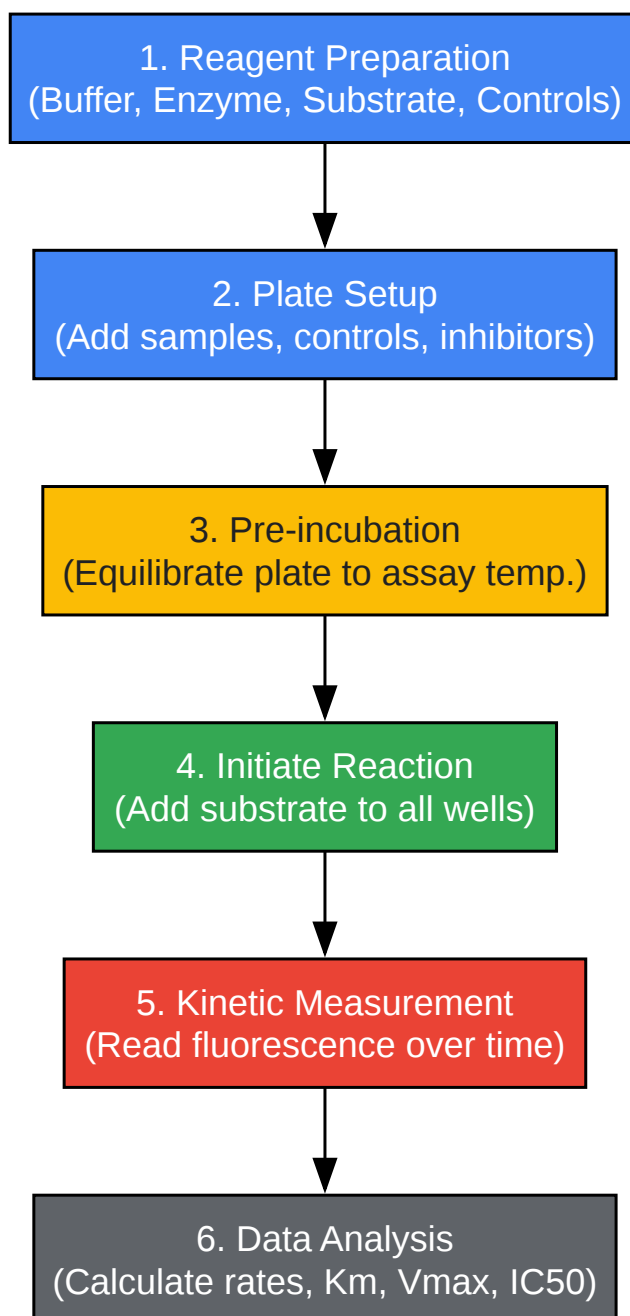 1. Reagent Preparation
(Buffer, Enzyme, Substrate, Controls)
2. Plate Setup
(Add samples, controls, inhibitors)
3. Pre-incubation
(Equilibrate plate to assay temp.)
4. Initiate Reaction
(Add substrate to all wells)
5. Kinetic Measurement
(Read fluorescence over time)
6. Data Analysis
(Calculate rates, Km, Vmax, IC50)